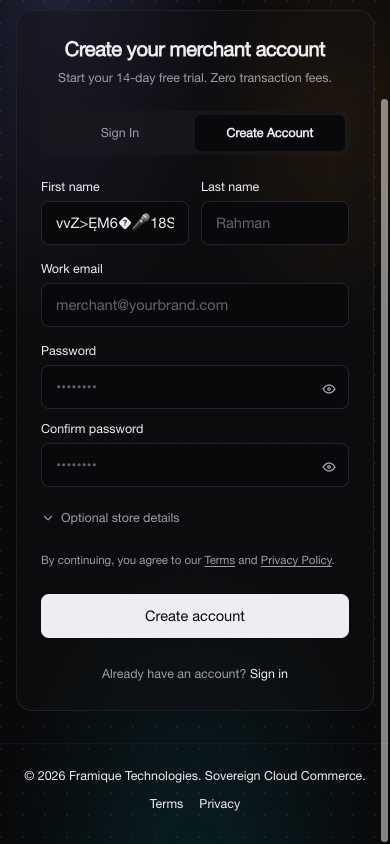 Create your merchant account
Start your 14-day free trial. Zero transaction fees.
Sign In
Create Account
First name
Last name
vvZ>ĘM6�🎤18S
Rahman
Work email
merchant@yourbrand.com
Password
••••••••
Confirm password
••••••••
Optional store details
By continuing, you agree to our Terms and Privacy Policy.
Create account
Already have an account? Sign in
© 2026 Framique Technologies. Sovereign Cloud Commerce.
Terms Privacy